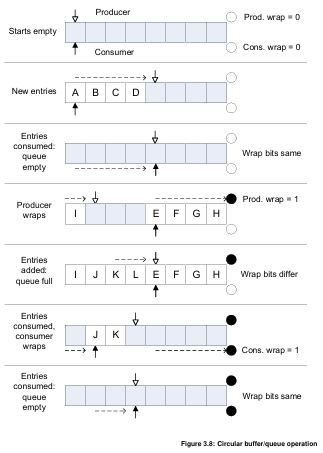 Producer
Prod. wrap = 0
Starts empty
Consumer
Cons. wrap = 0
New entries
A B C D
Entries
consumed:
queue
empty
Wrap bits same
Producer
wraps
Prod. wrap = 1
I E F G H
Entries
added:
queue full
I J K L E F G H
Wrap bits differ
Entries
consumed,
consumer
wraps
J K
Cons. wrap = 1
Entries
consumed:
queue
empty
Wrap bits same
Figure 3.8: Circular buffer/queue operation